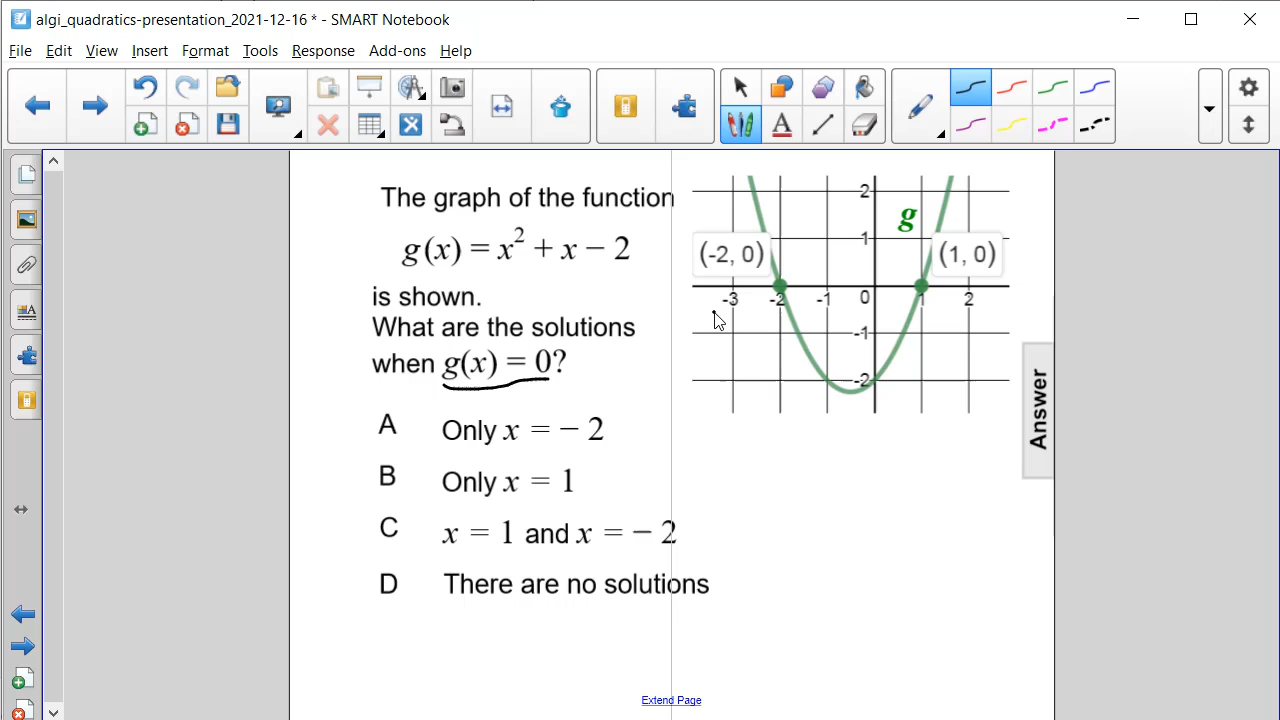 algi_quadratics-presentation_2021-12-16 * - SMART Notebook
File Edit View Insert Format Tools Response Add-ons Help
The graph of the function
g(x) = x² + x − 2
is shown.
What are the solutions
when g(x) = 0?
A Only x = − 2
B Only x = 1
C x = 1 and x = − 2
D There are no solutions
2
g
1
(-2, 0) (1, 0)
-3 -2 -1 0 1 2
-1
-2
Answer
Extend Page